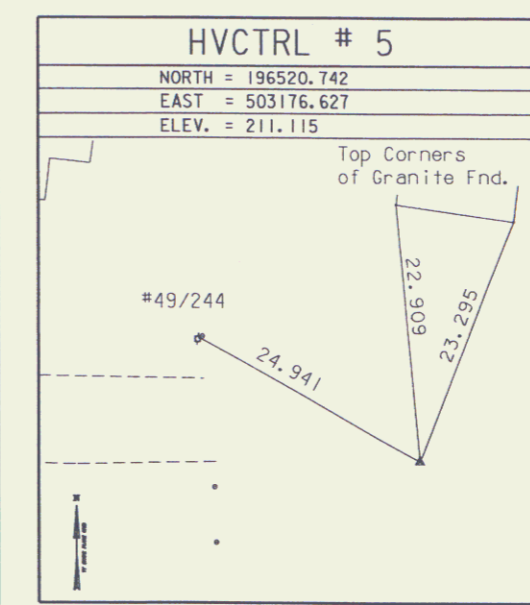 HVCTRL # 5
NORTH = 196520.742
EAST = 503176.627
ELEV. = 211.115
Top Corners
of Granite Fnd.
#49/244
22.909
23.295
24.941